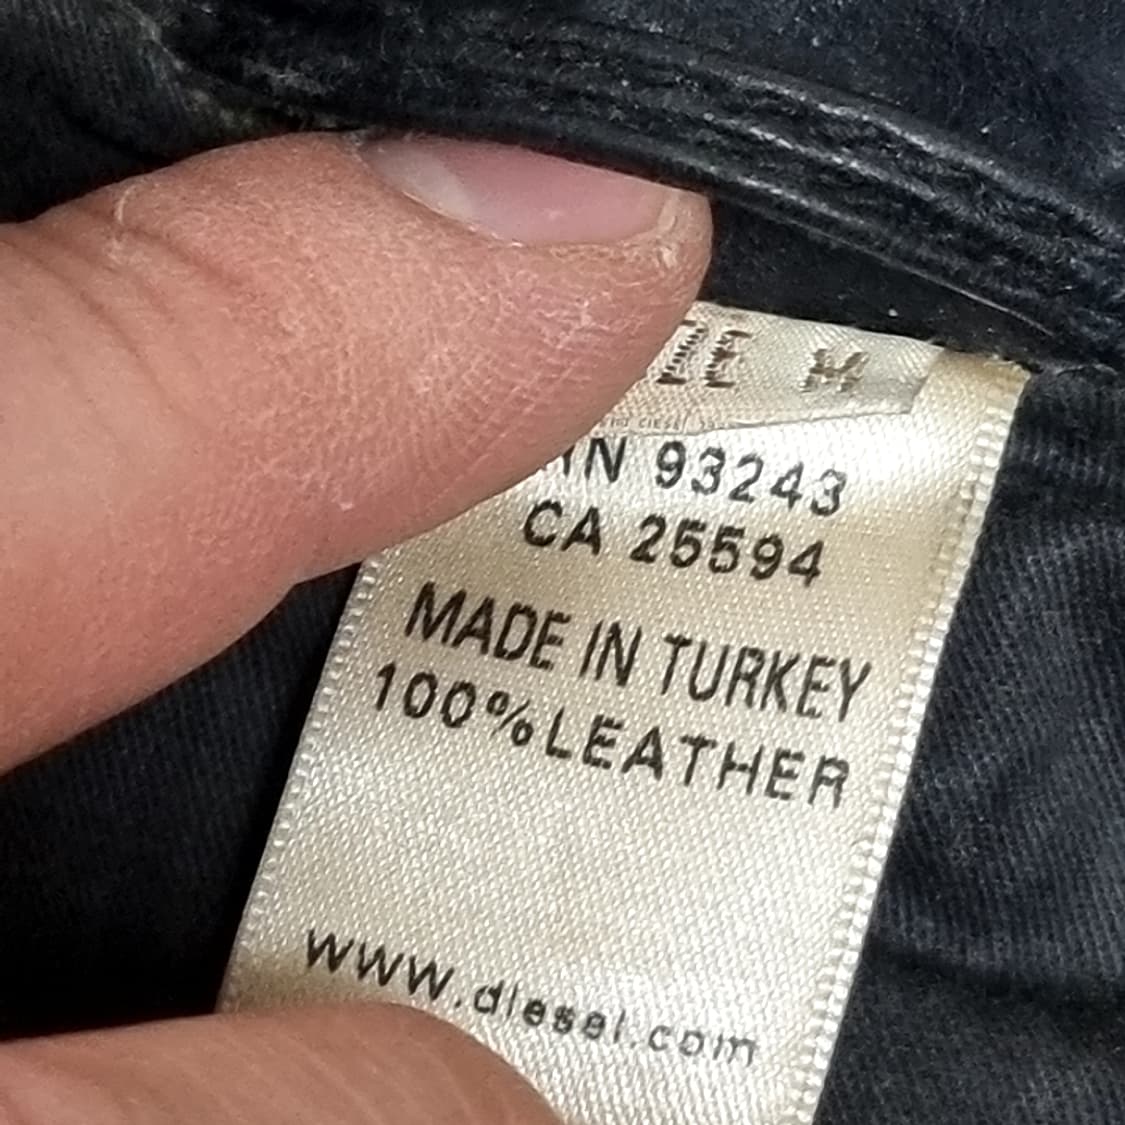 M
93243
CA 25594
MADE IN TURKEY
100%LEATHER
www.diesel.com